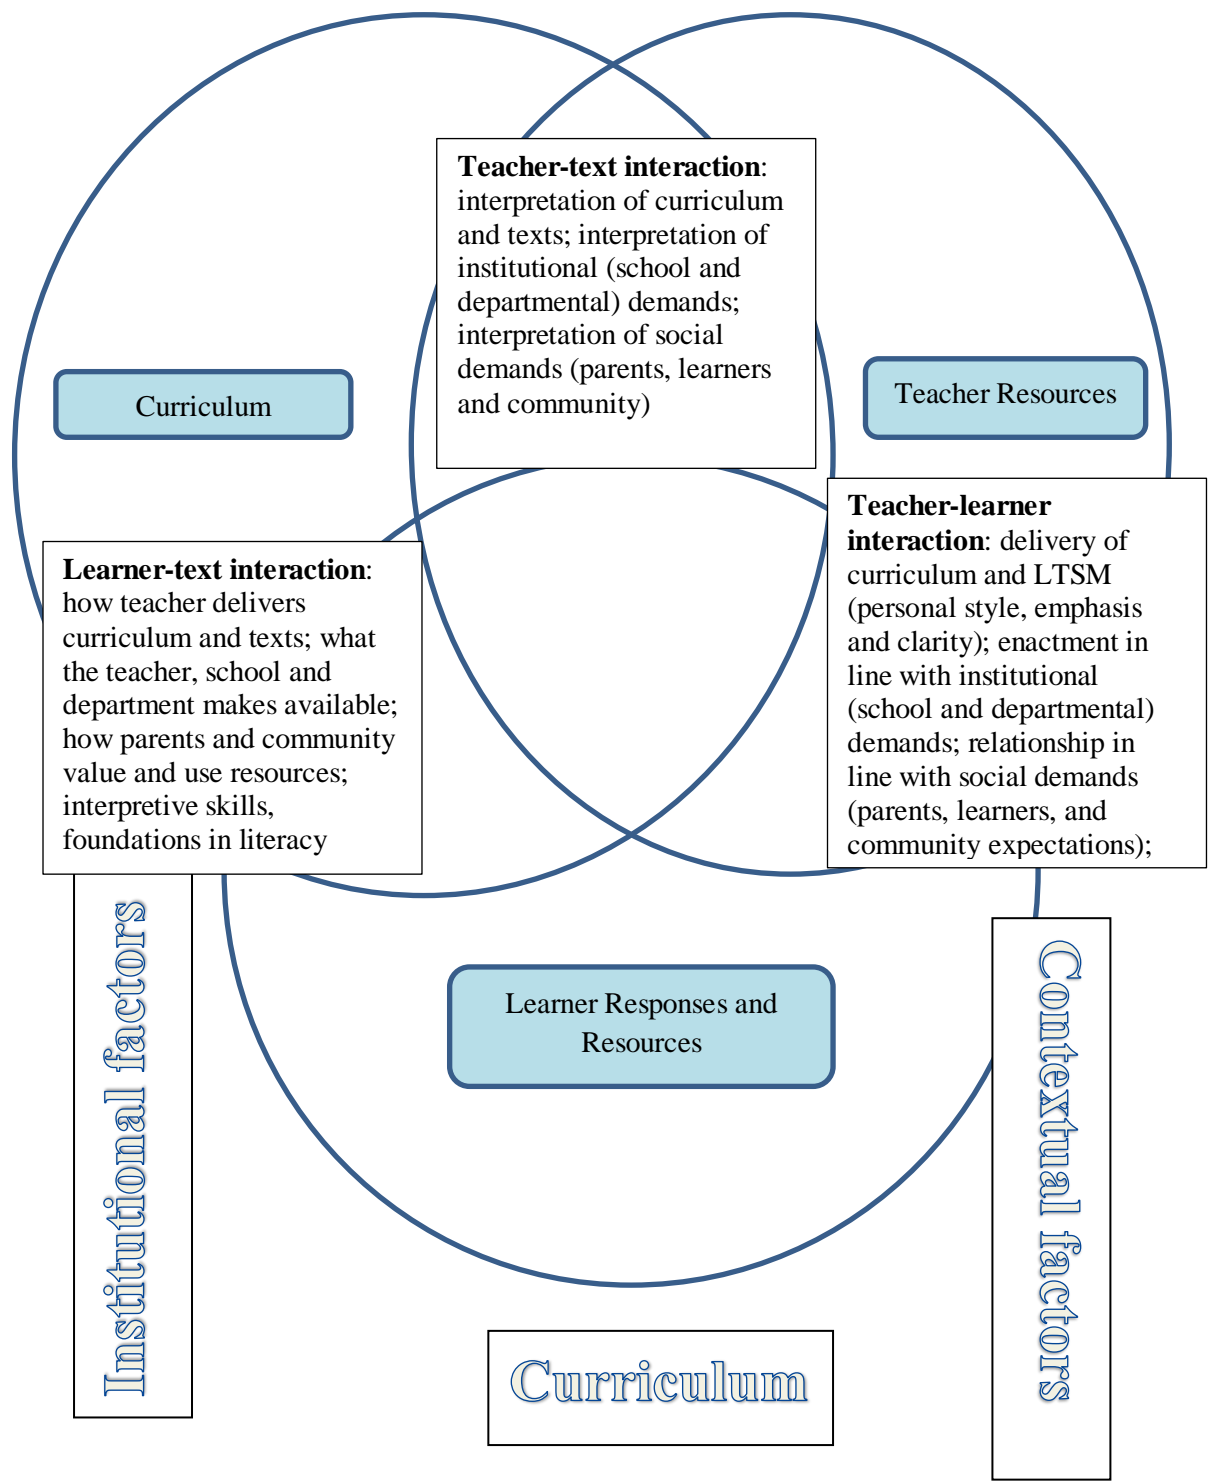 Teacher-text interaction:
interpretation of curriculum
and texts; interpretation of
institutional (school and
departmental) demands;
interpretation of social
demands (parents, learners
and community)
Curriculum
Teacher Resources
Learner-text interaction:
how teacher delivers
curriculum and texts; what
the teacher, school and
department makes available;
how parents and community
value and use resources;
interpretive skills,
foundations in literacy
Teacher-learner
interaction: delivery of
curriculum and LTSM
(personal style, emphasis
and clarity); enactment in
line with institutional
(school and departmental)
demands; relationship in
line with social demands
(parents, learners, and
community expectations);
Learner Responses and
Resources
Institutional factors
Contextual factors
Curriculum